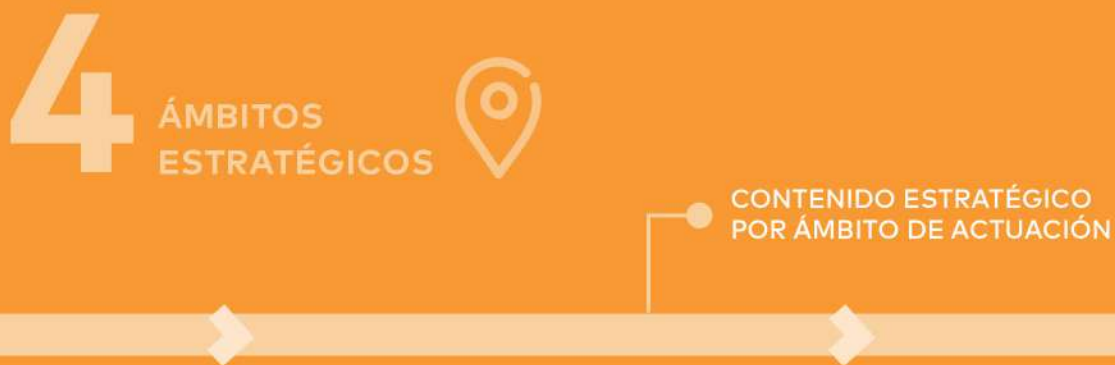 4
ÁMBITOS
ESTRATÉGICOS
CONTENIDO ESTRATÉGICO
POR ÁMBITO DE ACTUACIÓN